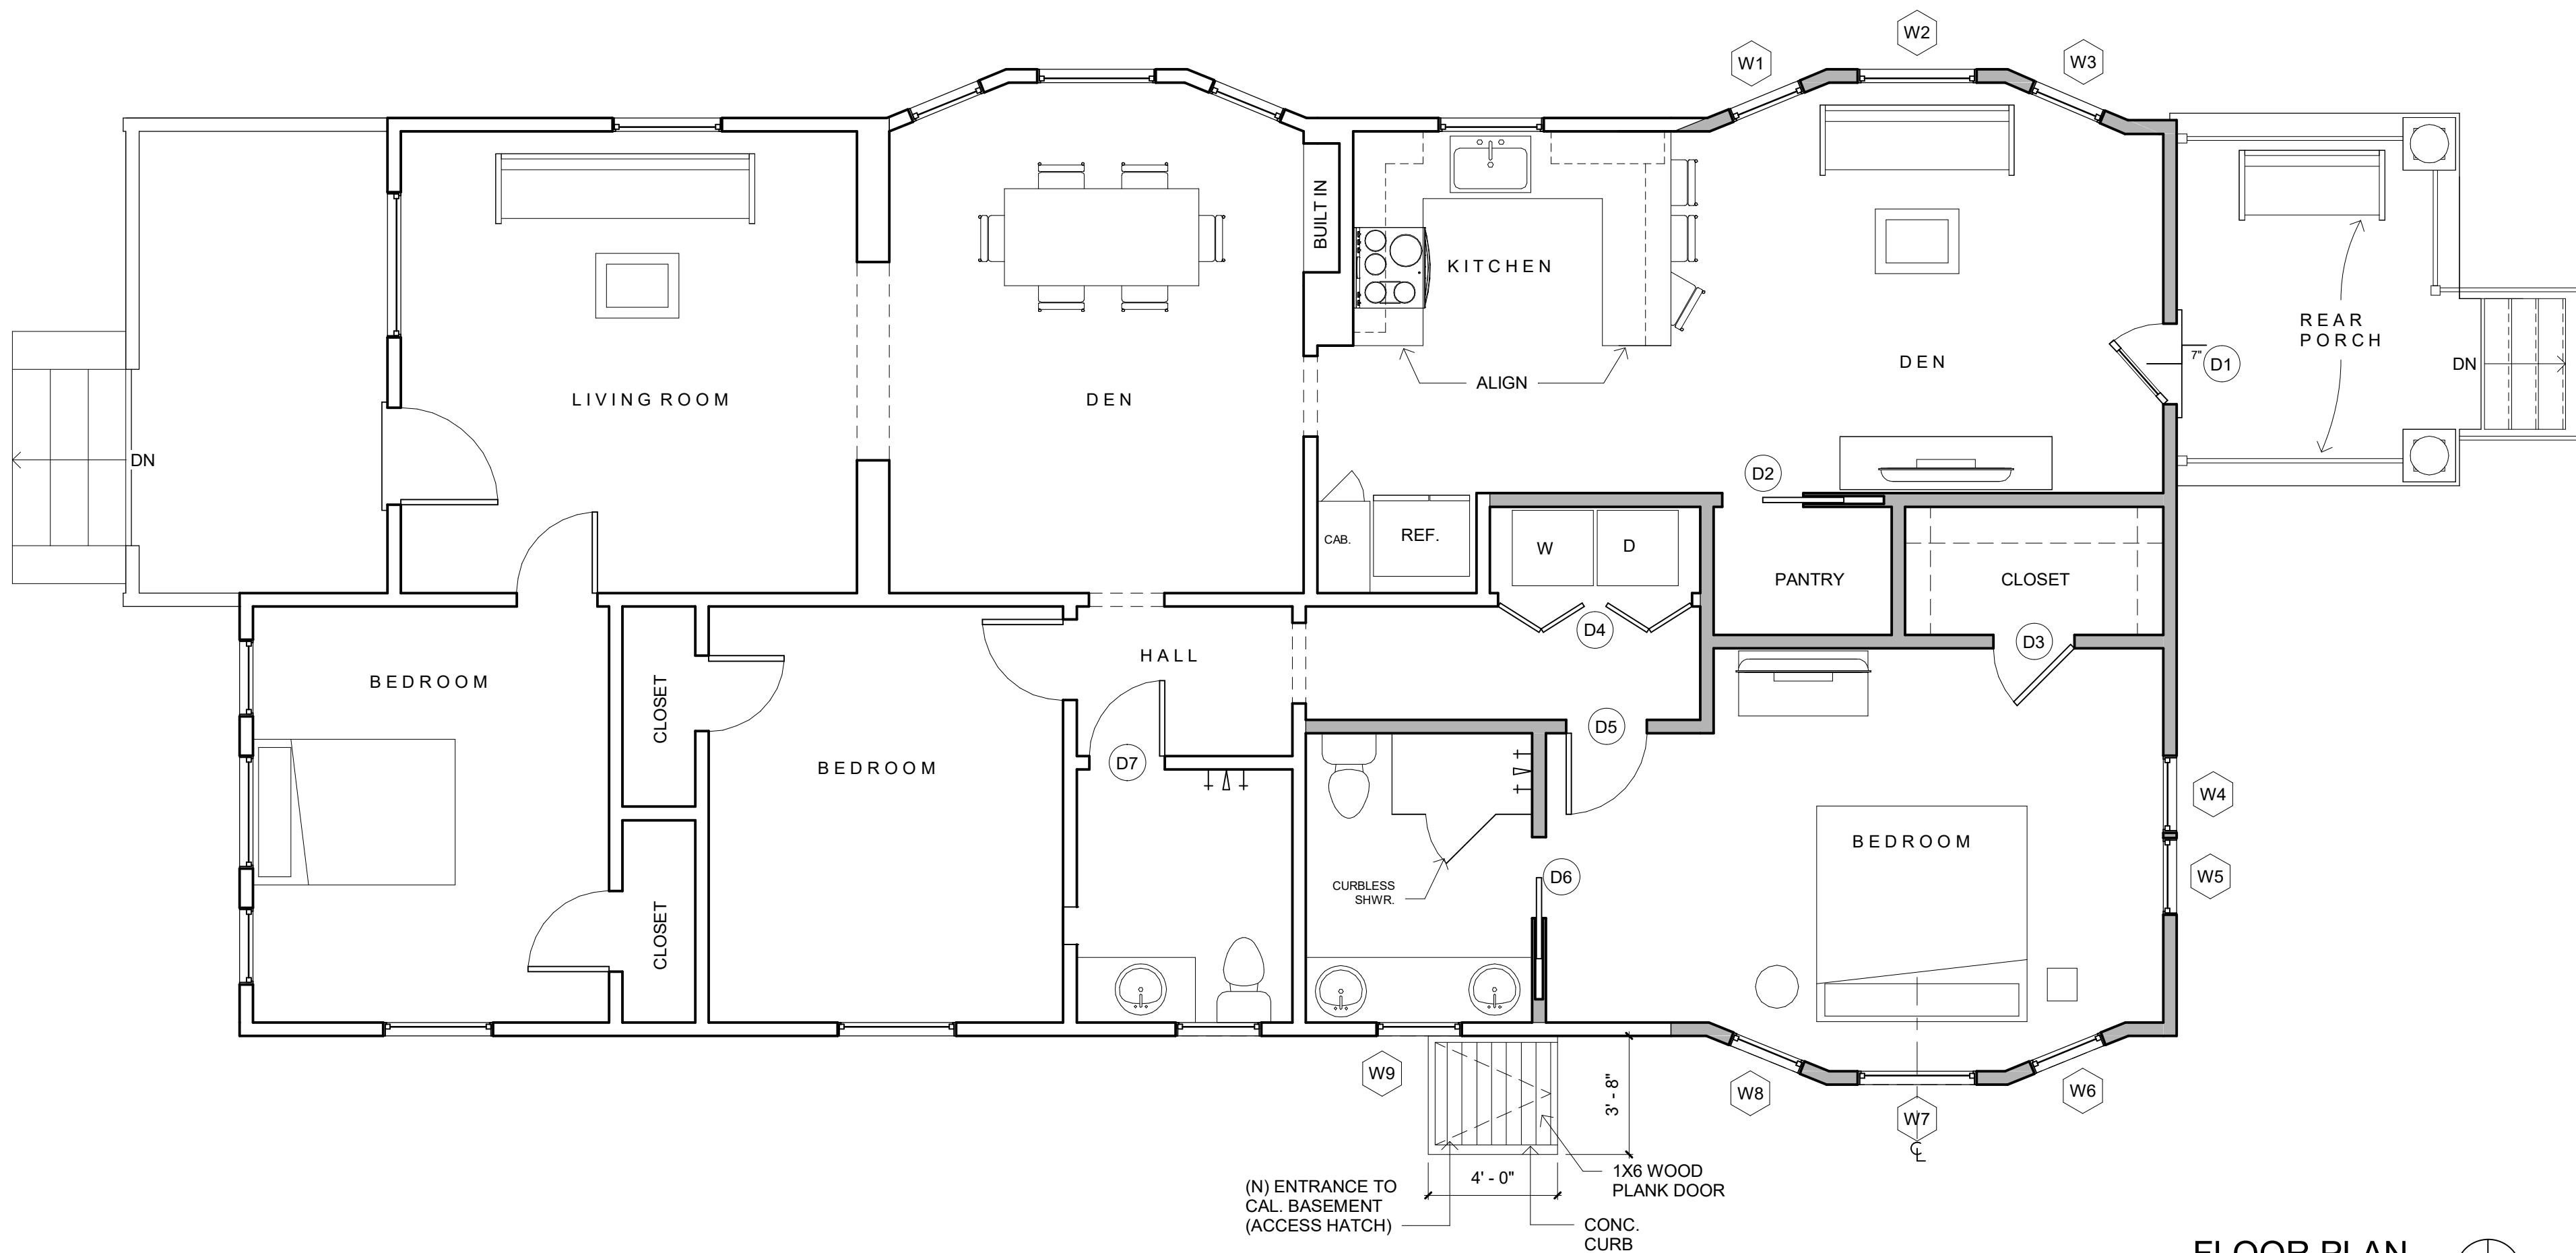 W2
W1
W3
BUILT IN
KITCHEN
ALIGN
DEN
REAR
PORCH
7"
D1
DN
LIVING ROOM
DEN
DN
D2
CAB.
REF.
W
D
PANTRY
CLOSET
D4
D3
HALL
BEDROOM
CLOSET
D5
D7
BEDROOM
W4
BEDROOM
CURBLESS
SHWR.
D6
W5
CLOSET
W9
3' - 8"
W8
W7
W6
CL
4' - 0"
1X6 WOOD
PLANK DOOR
(N) ENTRANCE TO
CAL. BASEMENT
(ACCESS HATCH)
CONC.
CURB
FLOOR PLAN